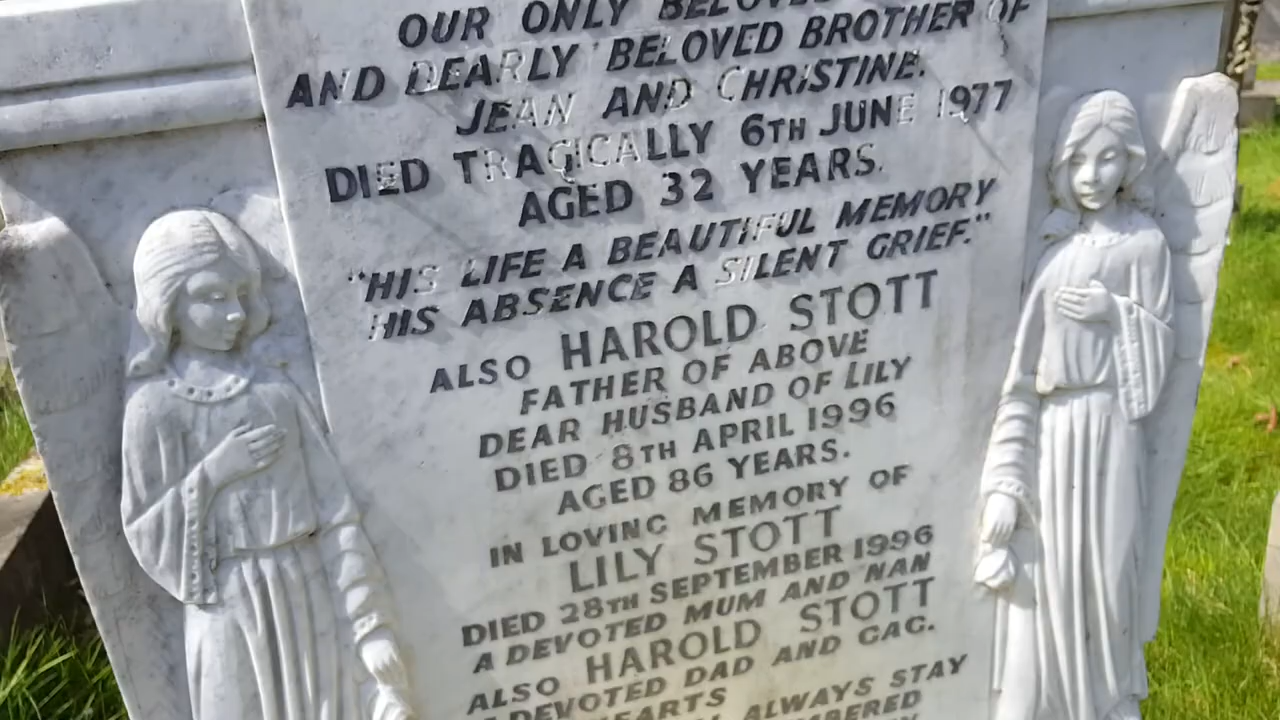 OUR ONLY BELOVED
AND DEARLY BELOVED BROTHER OF
JEAN AND CHRISTINE.
DIED TRAGICALLY 6TH JUNE 1977
AGED 32 YEARS.
"HIS LIFE A BEAUTIFUL MEMORY
HIS ABSENCE A SILENT GRIEF."
ALSO HAROLD STOTT
FATHER OF ABOVE
DEAR HUSBAND OF LILY
DIED 8TH APRIL 1996
AGED 86 YEARS.
IN LOVING MEMORY OF
LILY STOTT
DIED 28TH SEPTEMBER 1996
A DEVOTED MUM AND NAN
ALSO HAROLD STOTT
DEVOTED DAD AND GAG.
HEARTS ALWAYS STAY